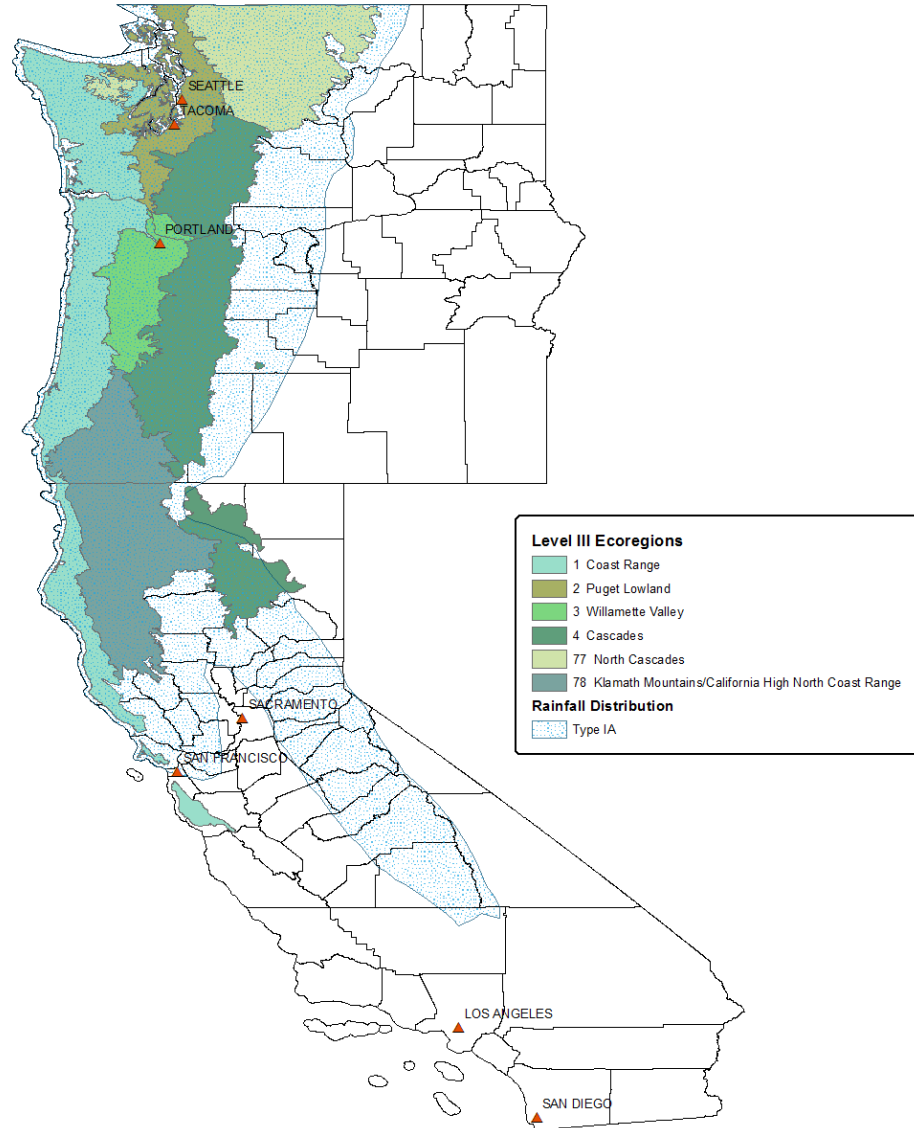 SEATTLE
TACOMA
PORTLAND
SACRAMENTO
SAN FRANCISCO
LOS ANGELES
SAN DIEGO
Level III Ecoregions
1 Coast Range
2 Puget Lowland
3 Willamette Valley
4 Cascades
77 North Cascades
78 Klamath Mountains/California High North Coast Range
Rainfall Distribution
Type IA